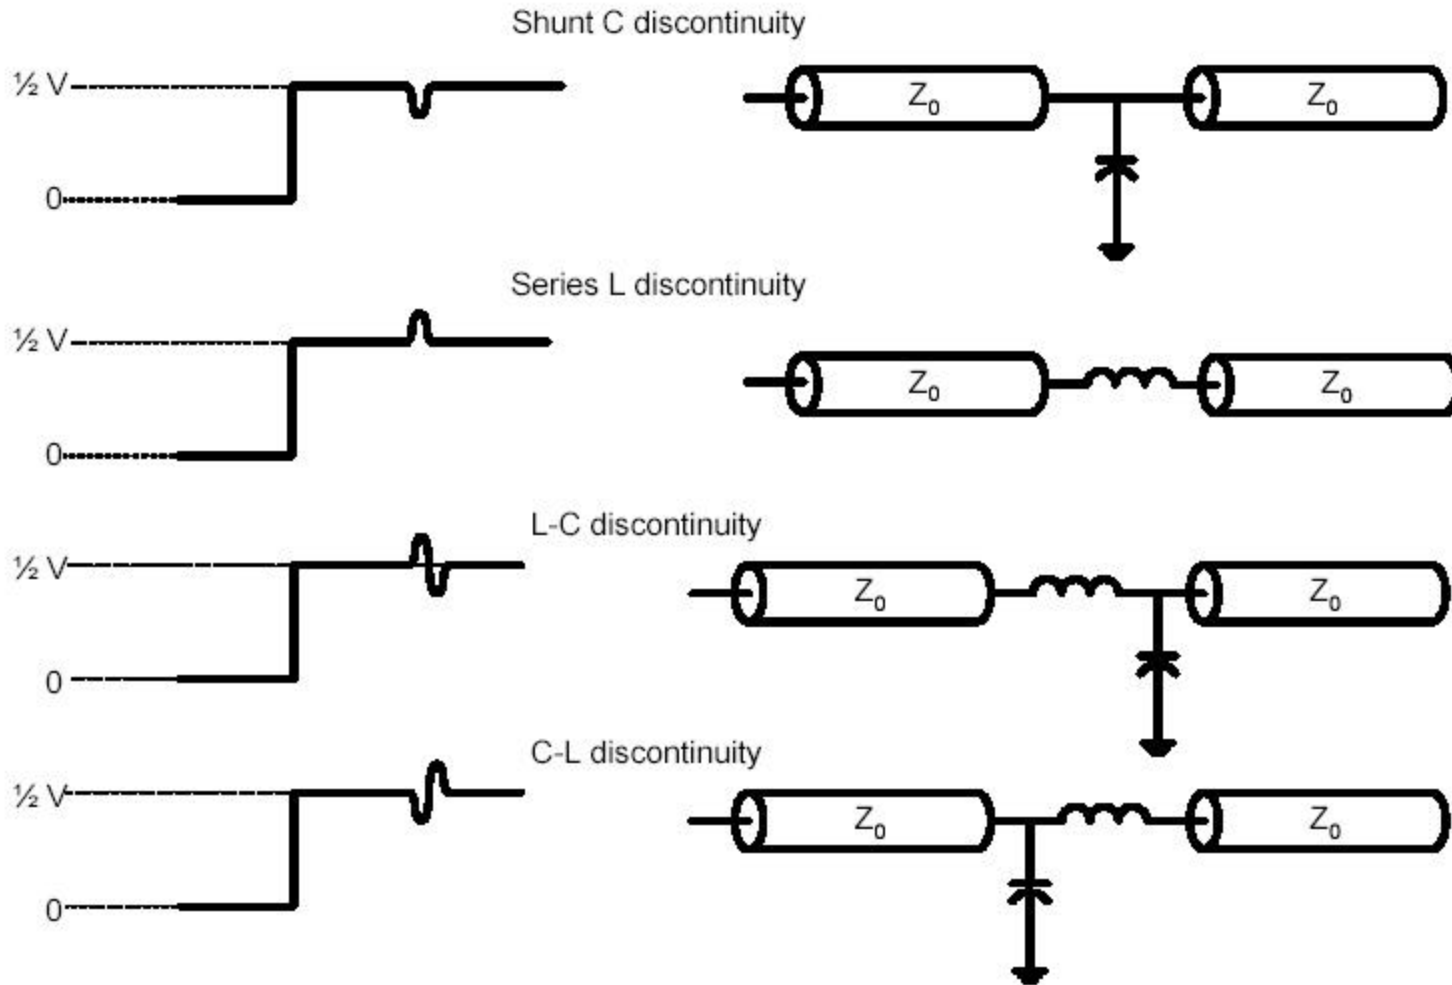 Shunt C discontinuity
½ V
Z₀ Z₀
0
Series L discontinuity
½ V
Z₀ Z₀
0
L-C discontinuity
½ V
Z₀ Z₀
0
C-L discontinuity
½ V
Z₀ Z₀
0